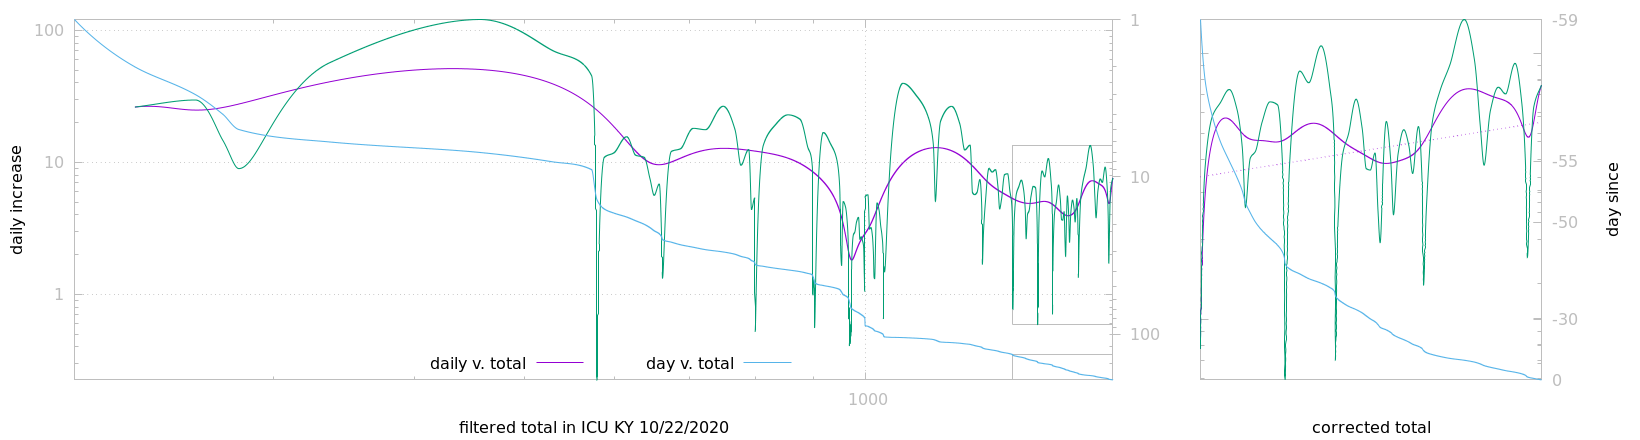 100
10
1
daily increase
daily v. total
day v. total
1000
filtered total in ICU KY 10/22/2020
1
10
100
-59
-55
-50
-30
0
day since
corrected total